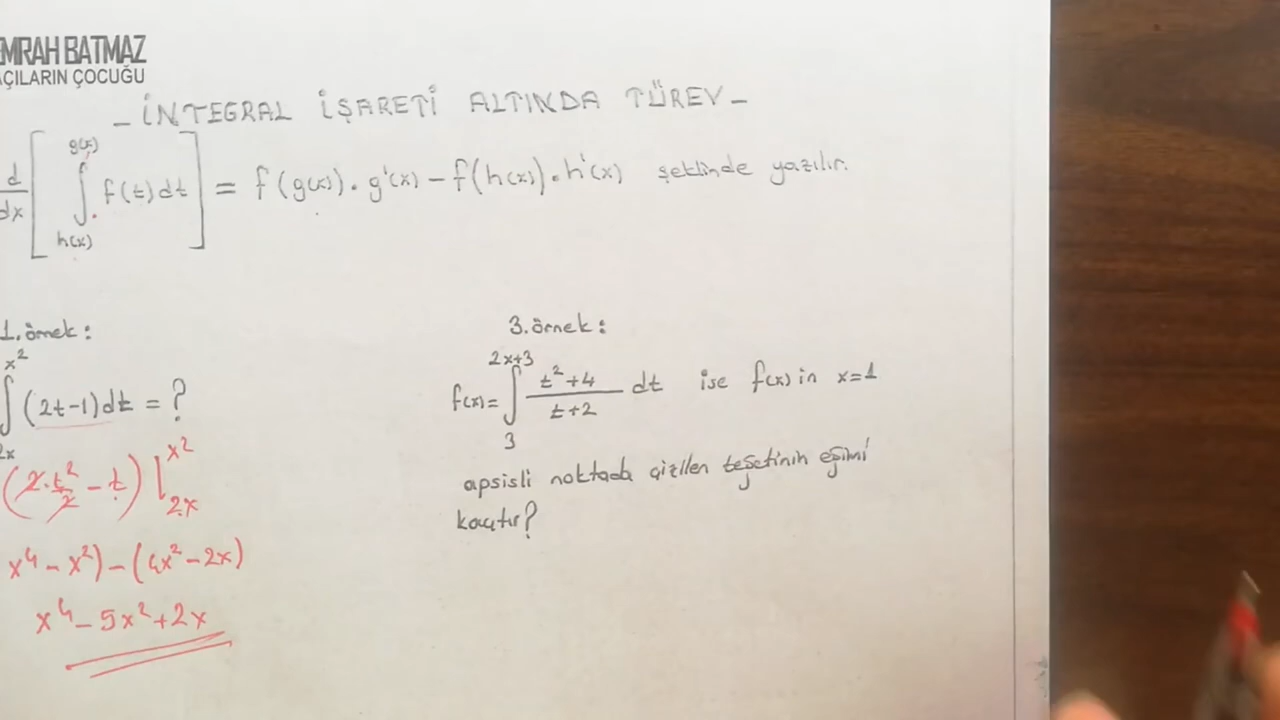 EMRAH BATMAZ
AÇILARIN ÇOCUĞU
- İNTEGRAL İŞARETİ ALTINDA TÜREV -
d/dx [ ∫_{h(x)}^{g(x)} f(t)dt ] = f(g(x)).g'(x) - f(h(x)).h'(x) şeklinde yazılır.
1. örnek:
∫_{2x}^{x²} (2t-1)dt = ?
(2.t²/2 - t) |_{2x}^{x²}
x⁴ - x²) - (4x² - 2x)
x⁴ - 5x² + 2x
3. örnek:
f(x) = ∫_{3}^{2x+3} (t²+4)/(t+2) dt ise f(x) in x=1
apsisli noktada çizilen teğetinin eğimi
kaçtır?